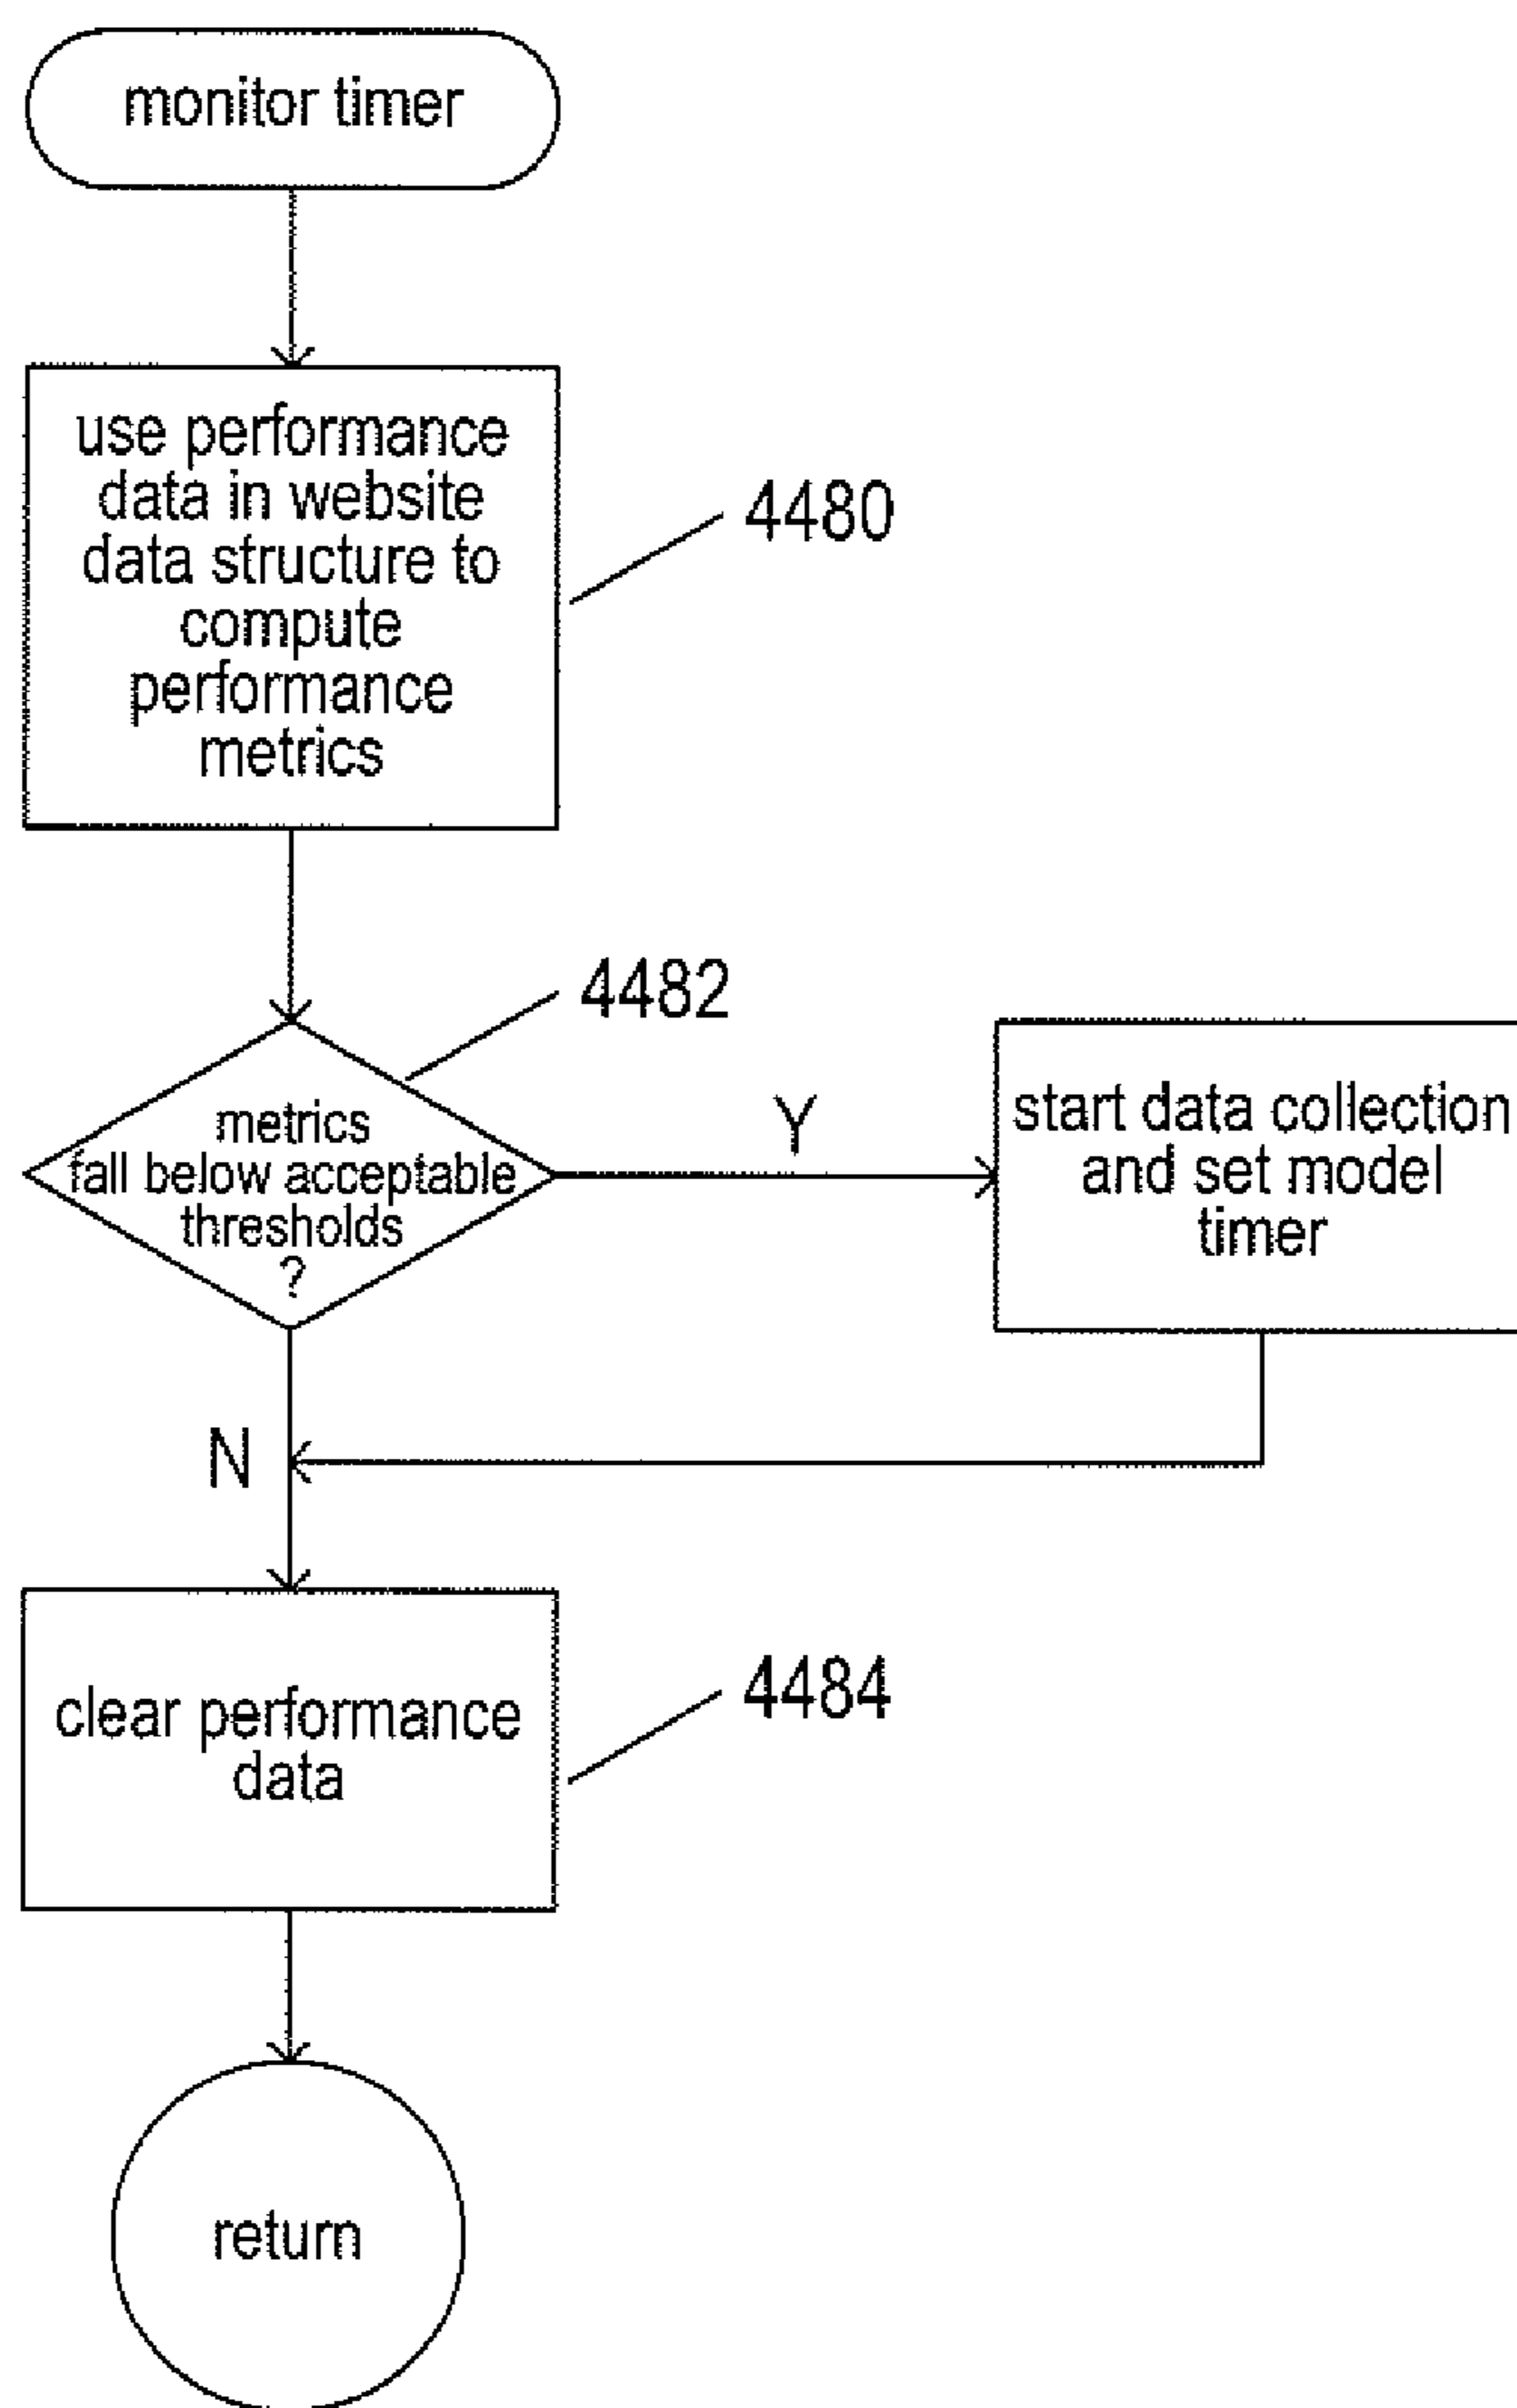 monitor timer
use performance
data in website
data structure to
compute
performance
metrics
4480
4482
metrics
fall below acceptable
thresholds
?
Y
start data collection
and set model
timer
N
clear performance
data
4484
return